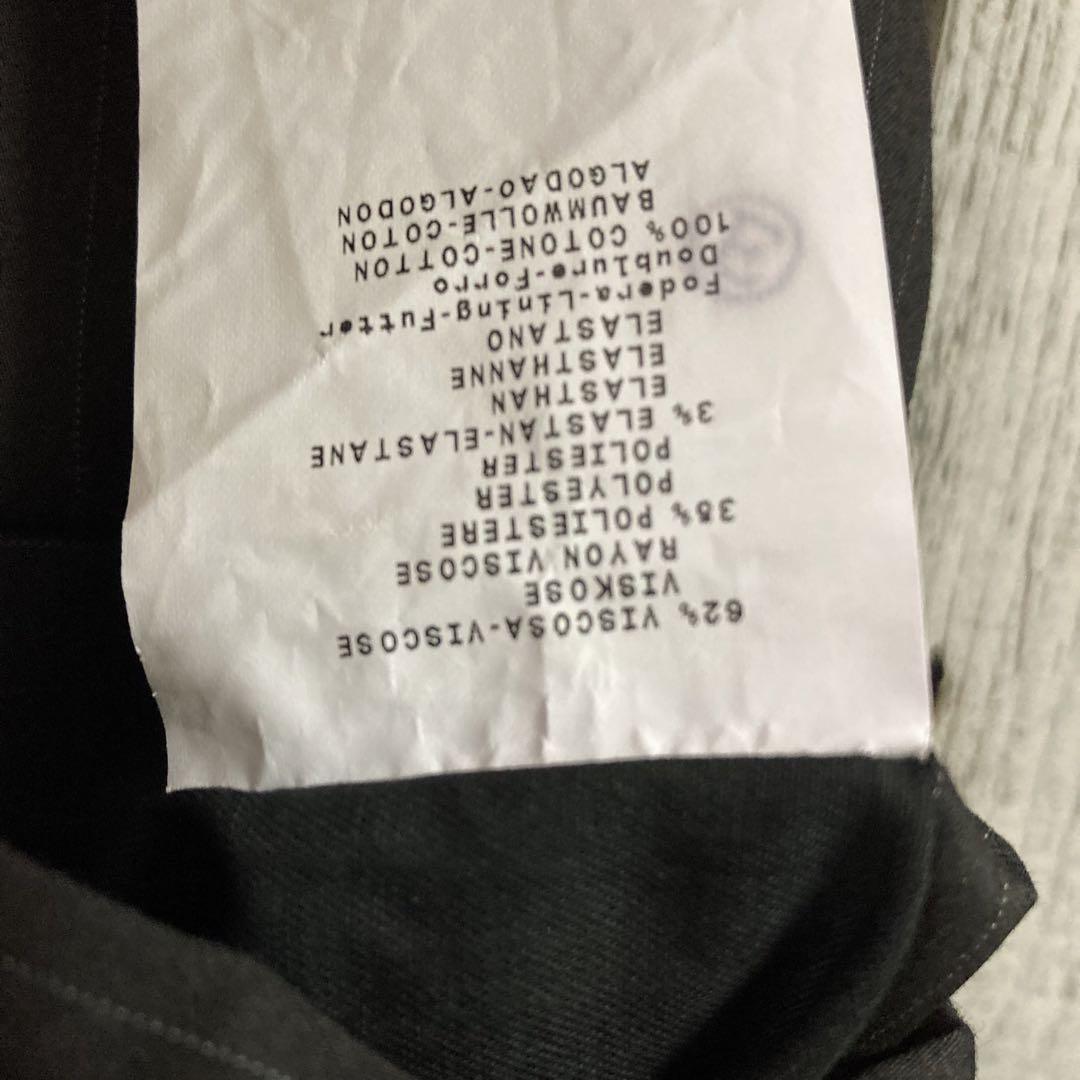 62% VISCOSA-VISCOSE
VISKOSE
RAYON VISCOSE
35% POLIESTERE
POLYESTER
POLIESTER
3% ELASTAN-ELASTANE
ELASTHAN
ELASTHANNE
ELASTANO
Fodera-Lining-Futter
Doublure-Forro
100% COTONE-COTTON
BAUMWOLLE-COTON
ALGODAO-ALGODON